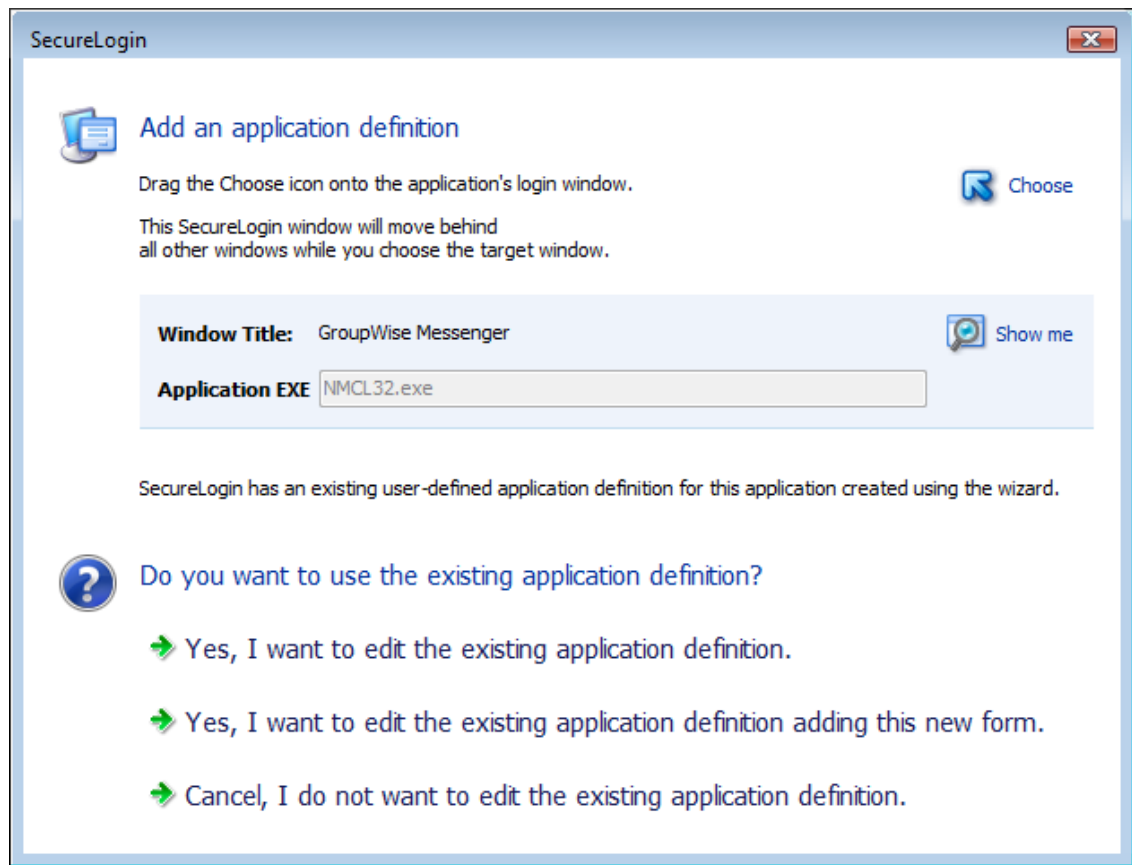 SecureLogin
Add an application definition
Drag the Choose icon onto the application's login window.
Choose
This SecureLogin window will move behind
all other windows while you choose the target window.
Window Title: GroupWise Messenger
Show me
Application EXE NMCL32.exe
SecureLogin has an existing user-defined application definition for this application created using the wizard.
Do you want to use the existing application definition?
Yes, I want to edit the existing application definition.
Yes, I want to edit the existing application definition adding this new form.
Cancel, I do not want to edit the existing application definition.